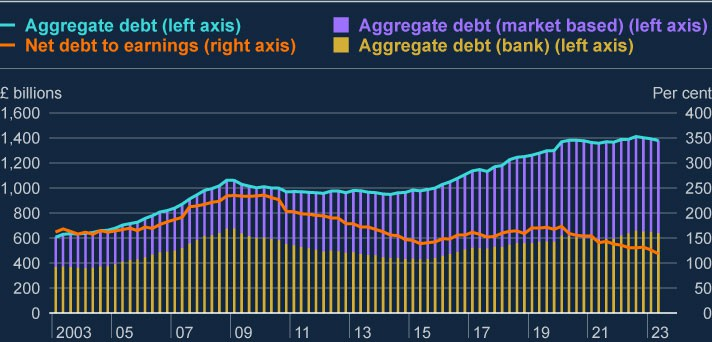 Aggregate debt (left axis) Aggregate debt (market based) (left axis)
Net debt to earnings (right axis) Aggregate debt (bank) (left axis)
£ billions Per cent
1,600 400
1,400 350
1,200 300
1,000 250
800 200
600 150
400 100
200 50
0 0
2003 05 07 09 11 13 15 17 19 21 23